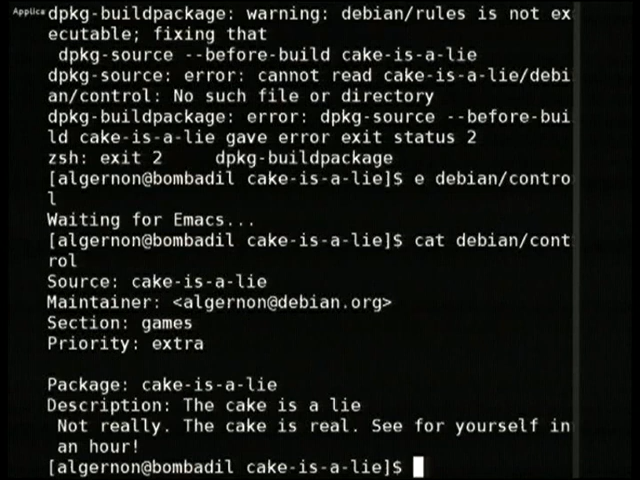 Applica
dpkg-buildpackage: warning: debian/rules is not ex
ecutable; fixing that
 dpkg-source --before-build cake-is-a-lie
dpkg-source: error: cannot read cake-is-a-lie/debi
an/control: No such file or directory
dpkg-buildpackage: error: dpkg-source --before-bui
ld cake-is-a-lie gave error exit status 2
zsh: exit 2     dpkg-buildpackage
[algernon@bombadil cake-is-a-lie]$ e debian/contro
l
Waiting for Emacs...
[algernon@bombadil cake-is-a-lie]$ cat debian/cont
rol
Source: cake-is-a-lie
Maintainer: <algernon@debian.org>
Section: games
Priority: extra

Package: cake-is-a-lie
Description: The cake is a lie
 Not really. The cake is real. See for yourself in
 an hour!
[algernon@bombadil cake-is-a-lie]$